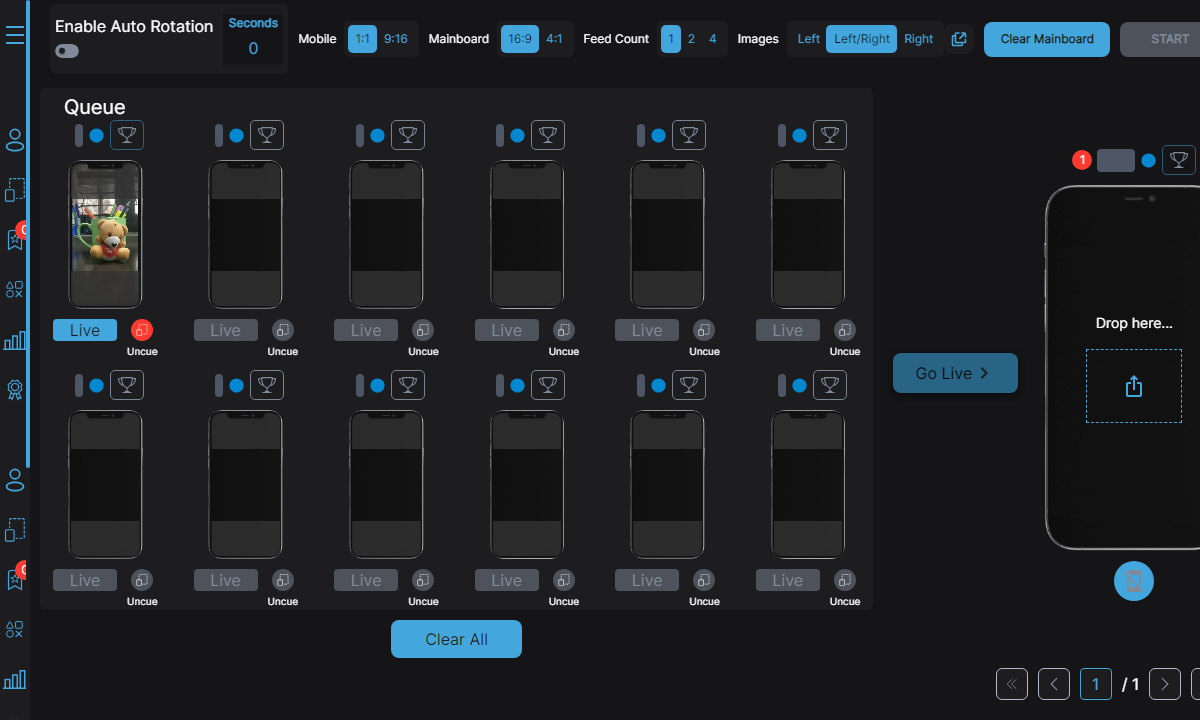 Enable Auto Rotation
Seconds
0
Mobile 1:1 9:16 Mainboard 16:9 4:1 Feed Count 1 2 4 Images Left Left/Right Right Clear Mainboard START
Queue
1
Live Live Live Live Live Live
Uncue Uncue Uncue Uncue Uncue Uncue
Drop here...
Go Live
Live Live Live Live Live Live
Uncue Uncue Uncue Uncue Uncue Uncue
Clear All
1 / 1